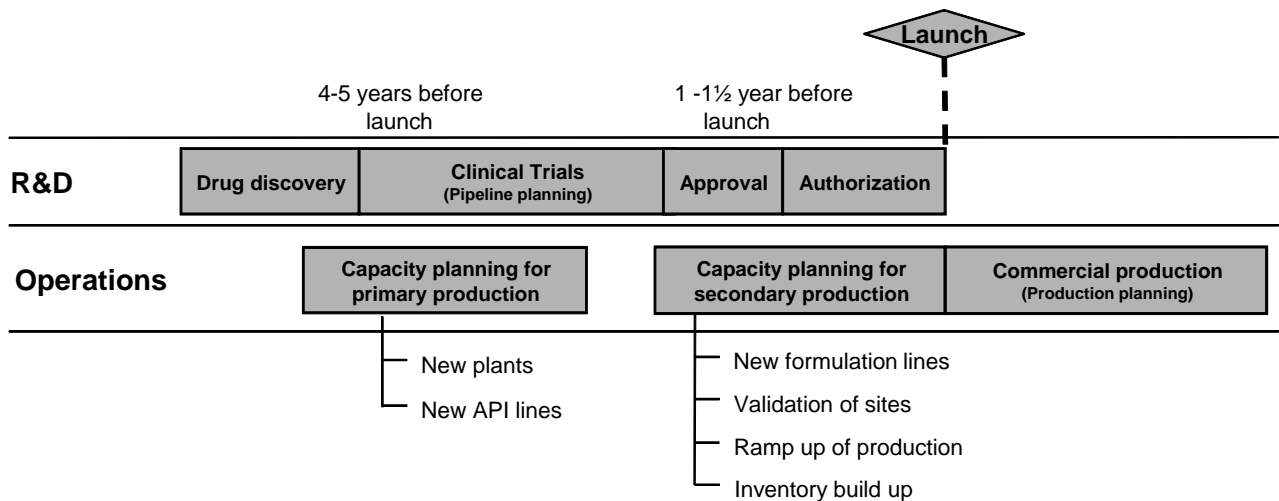 Launch
4-5 years before
launch
1 -1½ year before
launch
R&D
Drug discovery
Clinical Trials
(Pipeline planning)
Approval
Authorization
Operations
Capacity planning for
primary production
Capacity planning for
secondary production
Commercial production
(Production planning)
New plants
New API lines
New formulation lines
Validation of sites
Ramp up of production
Inventory build up